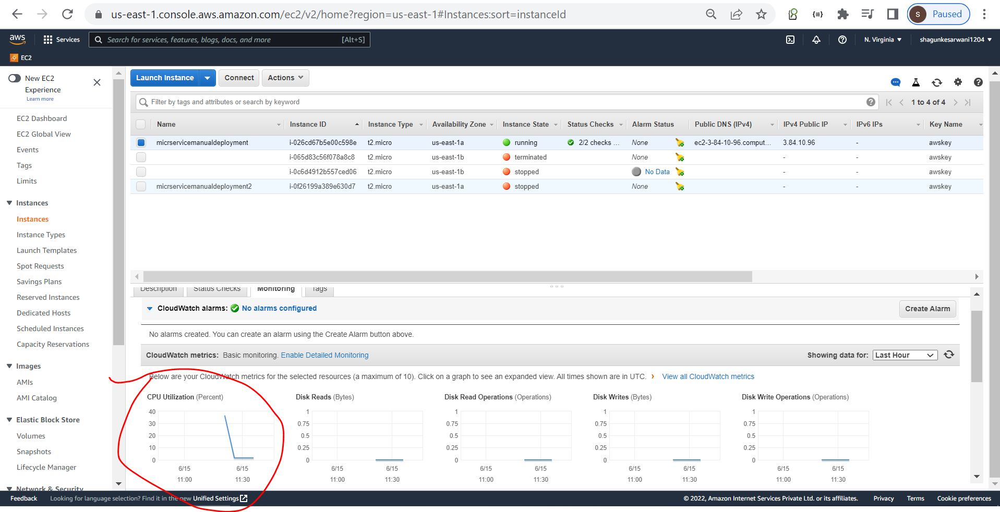 us-east-1.console.aws.amazon.com/ec2/v2/home?region=us-east-1#Instances:sort=instanceId
S Paused
aws Services Search for services, features, blogs, docs, and more [Alt+S] N. Virginia shagunkesarwani1204
EC2
New EC2 Experience
Learn more
EC2 Dashboard
EC2 Global View
Events
Tags
Limits
Instances
Instances
Instance Types
Launch Templates
Spot Requests
Savings Plans
Reserved Instances
Dedicated Hosts
Scheduled Instances
Capacity Reservations
Images
AMIs
AMI Catalog
Elastic Block Store
Volumes
Snapshots
Lifecycle Manager
Network & Security
Launch Instance Connect Actions
Filter by tags and attributes or search by keyword 1 to 4 of 4
Name Instance ID Instance Type Availability Zone Instance State Status Checks Alarm Status Public DNS (IPv4) IPv4 Public IP IPv6 IPs Key Name
micrservicemanualdeployment i-026cd67b5e00c598e t2.micro us-east-1a running 2/2 checks ... None ec2-3-84-10-96.comput... 3.84.10.96 - awskey
i-065d83c56f078a8c8 t2.micro us-east-1b terminated None - - awskey
i-0c6d4912b557ced06 t2.micro us-east-1b stopped No Data - - awskey
micrservicemanualdeployment2 i-0f26199a389e630d7 t2.micro us-east-1a stopped None - - awskey
Description Status Checks Monitoring Tags
CloudWatch alarms: No alarms configured Create Alarm
No alarms created. You can create an alarm using the Create Alarm button above.
CloudWatch metrics: Basic monitoring. Enable Detailed Monitoring Showing data for: Last Hour
Below are your CloudWatch metrics for the selected resources (a maximum of 10). Click on a graph to see an expanded view. All times shown are in UTC. › View all CloudWatch metrics
CPU Utilization (Percent)
40
30
20
10
0
6/15 6/15
11:00 11:30
Disk Reads (Bytes)
1
0.75
0.5
0.25
0
6/15 6/15
11:00 11:30
Disk Read Operations (Operations)
1
0.75
0.5
0.25
0
6/15 6/15
11:00 11:30
Disk Writes (Bytes)
1
0.75
0.5
0.25
0
6/15 6/15
11:00 11:30
Disk Write Operations (Operations)
1
0.75
0.5
0.25
0
6/15 6/15
11:00 11:30
Feedback Looking for language selection? Find it in the new Unified Settings © 2022, Amazon Internet Services Private Ltd. or its affiliates. Privacy Terms Cookie preferences